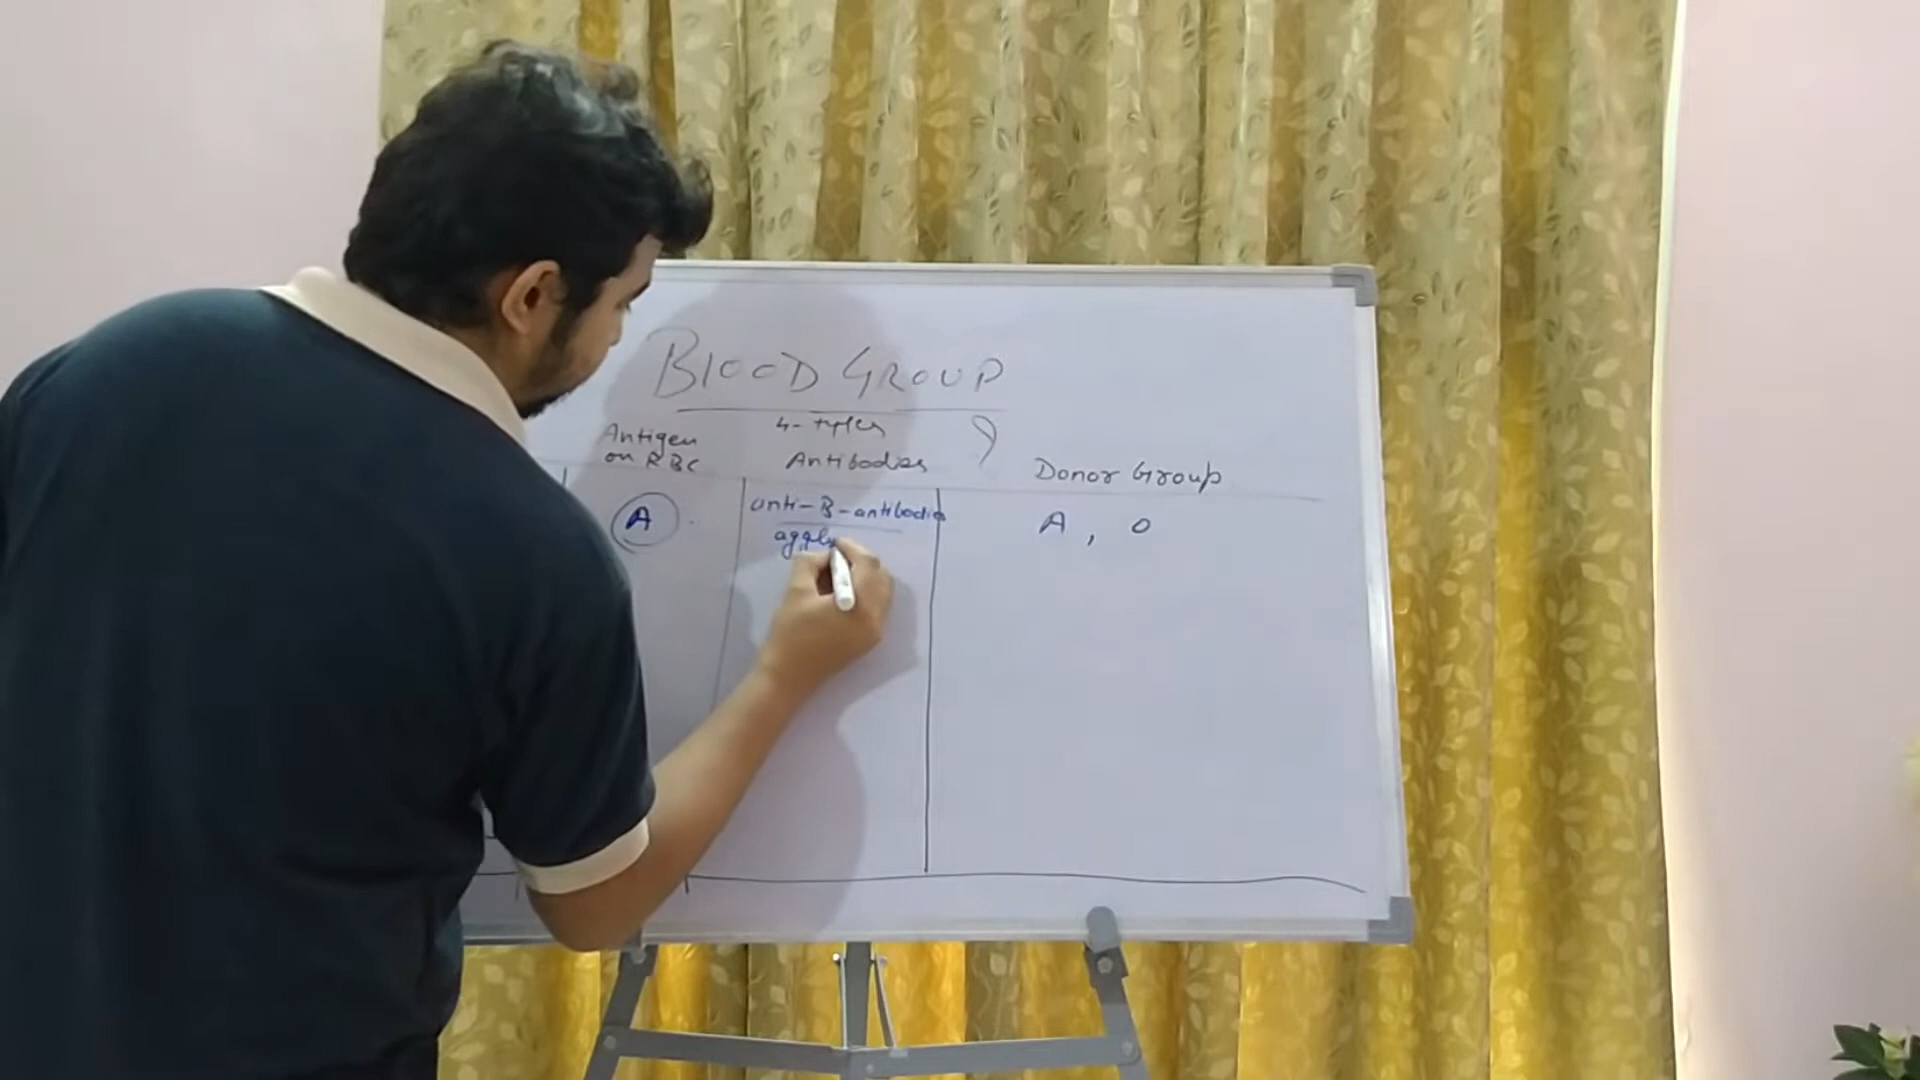 BLOOD GROUP
4-types
Antigen
on RBC
Antibodies
Donor Group
A
anti-B-antibodies
A, O